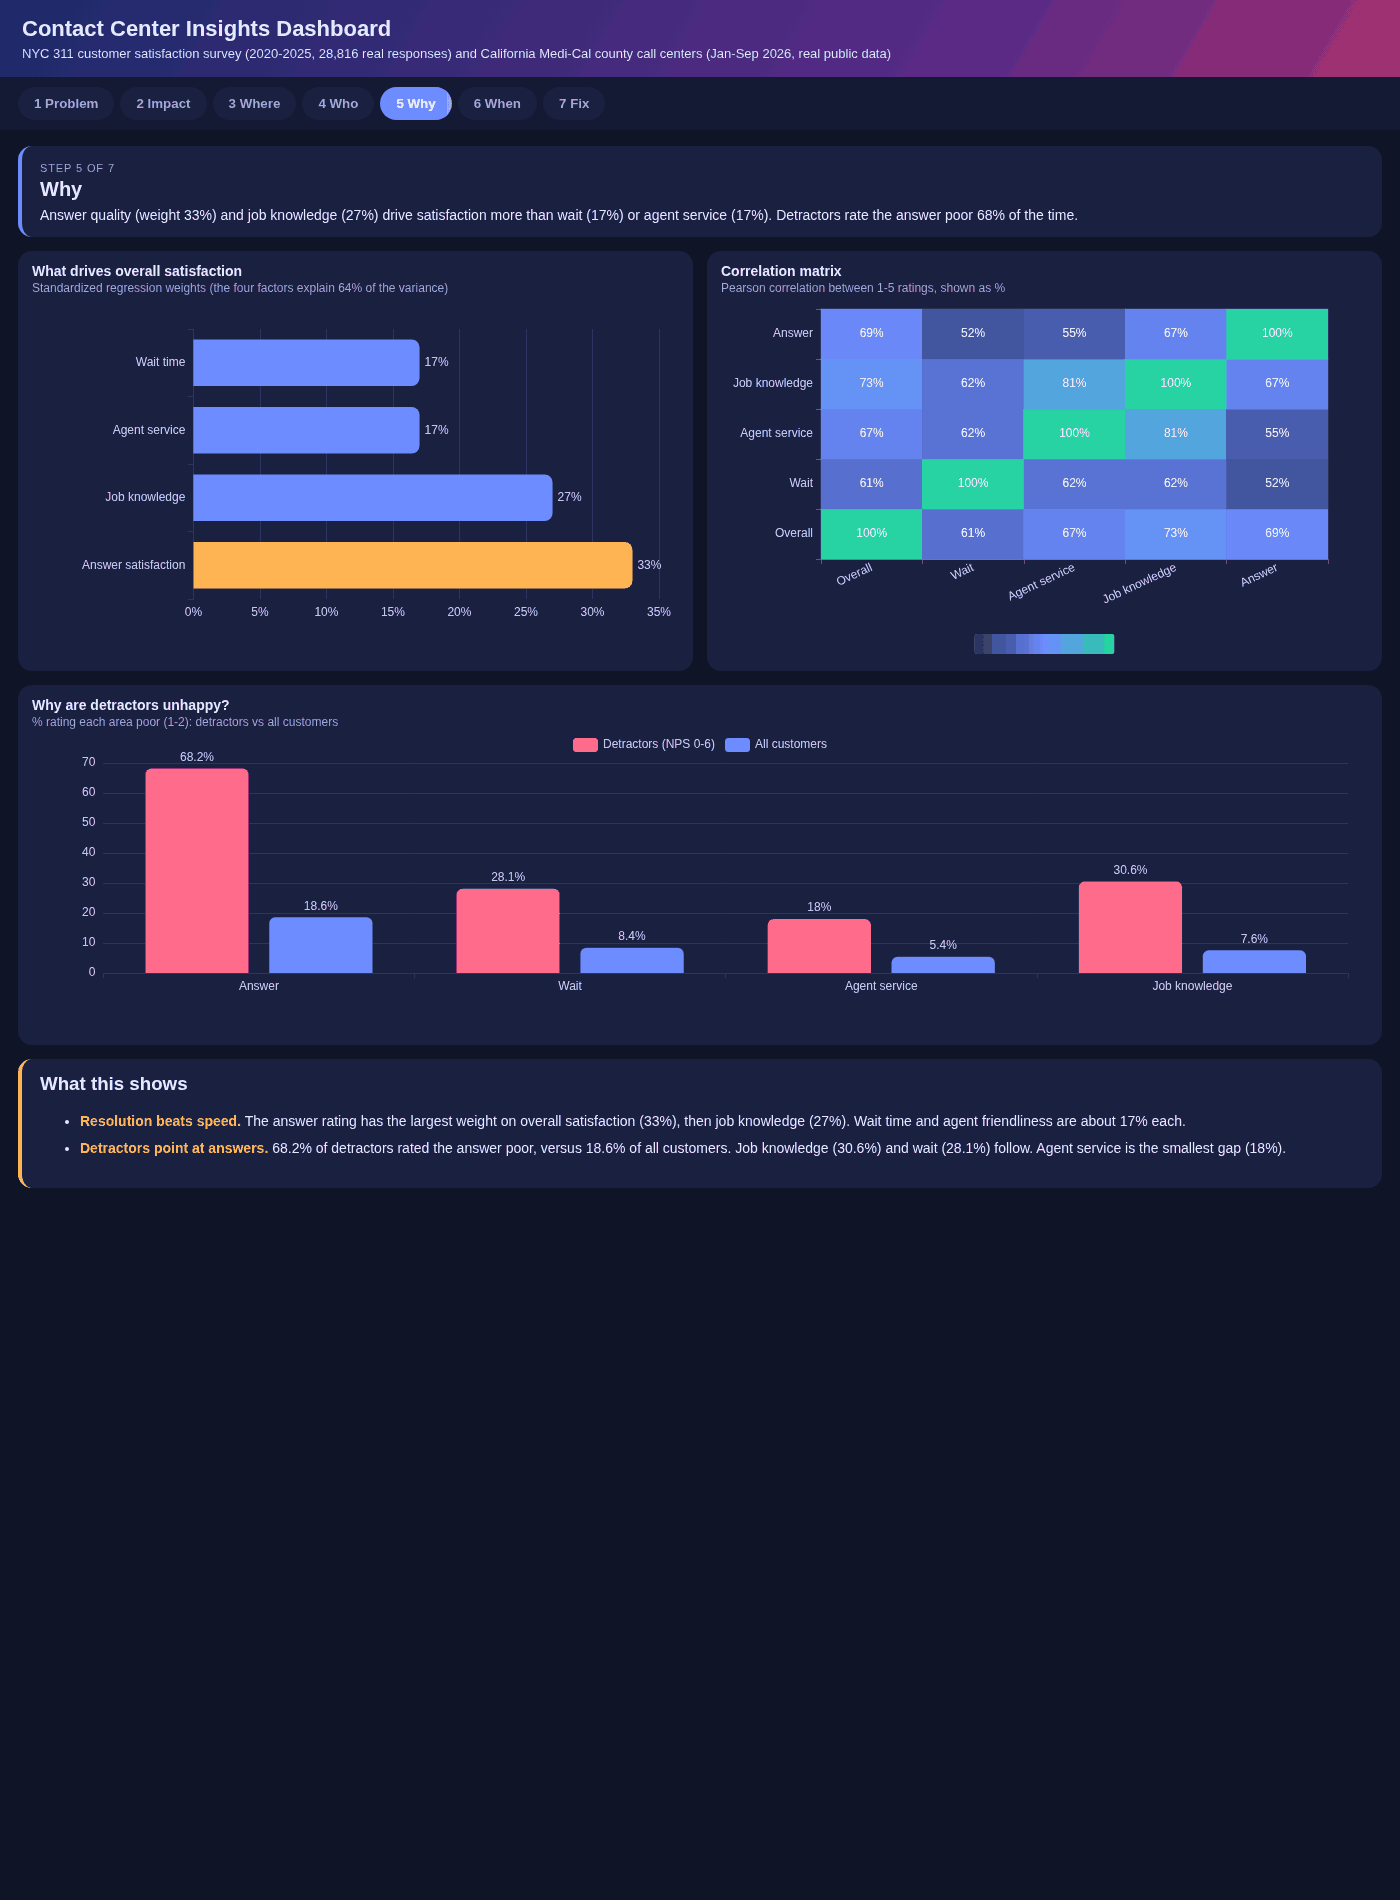 Contact Center Insights Dashboard
NYC 311 customer satisfaction survey (2020-2025, 28,816 real responses) and California Medi-Cal county call centers (Jan-Sep 2026, real public data)
1 Problem
2 Impact
3 Where
4 Who
5 Why
6 When
7 Fix
STEP 5 OF 7
Why
Answer quality (weight 33%) and job knowledge (27%) drive satisfaction more than wait (17%) or agent service (17%). Detractors rate the answer poor 68% of the time.
What drives overall satisfaction
Standardized regression weights (the four factors explain 64% of the variance)
Wait time 17%
Agent service 17%
Job knowledge 27%
Answer satisfaction 33%
0% 5% 10% 15% 20% 25% 30% 35%
Correlation matrix
Pearson correlation between 1-5 ratings, shown as %
Answer 69% 52% 55% 67% 100%
Job knowledge 73% 62% 81% 100% 67%
Agent service 67% 62% 100% 81% 55%
Wait 61% 100% 62% 62% 52%
Overall 100% 61% 67% 73% 69%
Overall Wait Agent service Job knowledge Answer
Why are detractors unhappy?
% rating each area poor (1-2): detractors vs all customers
Detractors (NPS 0-6) All customers
70
60
50
40
30
20
10
0
68.2% 18.6%
28.1% 8.4%
18% 5.4%
30.6% 7.6%
Answer Wait Agent service Job knowledge
What this shows
• Resolution beats speed. The answer rating has the largest weight on overall satisfaction (33%), then job knowledge (27%). Wait time and agent friendliness are about 17% each.
• Detractors point at answers. 68.2% of detractors rated the answer poor, versus 18.6% of all customers. Job knowledge (30.6%) and wait (28.1%) follow. Agent service is the smallest gap (18%).